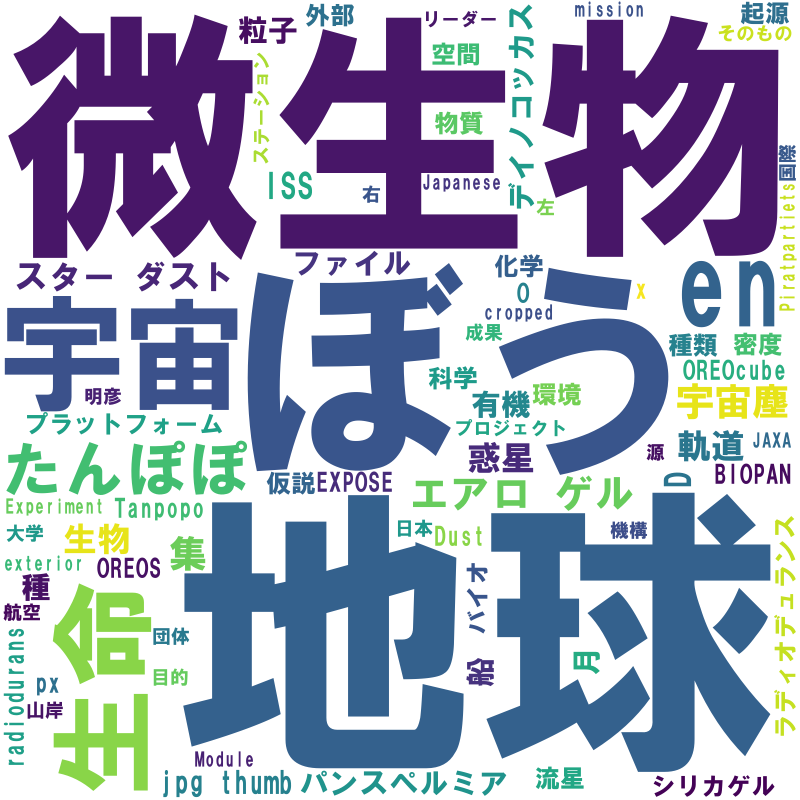 微生物
粒子
外部
リーダー
mission
起源
そのもの
ステーション
空間
物質
ディノコッカス
ISS
右
Japanese
左
国際
Piratpartiets
スター ダスト
ファイル
化学
en
宇宙
ぼう
O
X
cropped
成果
種類
密度
OREOcube
明彦
科学
有機
環境
宇宙塵
プラットフォーム
プロジェクト
たんぽぽ
惑星
源
軌道
JAXA
仮説
EXPOSE
エアロ ゲル
D
BIOPAN
Experiment
Tanpopo
大学
生物
日本
Dust
機構
地球
exterior
OREOS
集
種
航空
生命
団体
バイオ
ラディオデュランス
radiodurans
px
目的
船
月
山岸
Module
jpg thumb
パンスペルミア
流星
シリカゲル